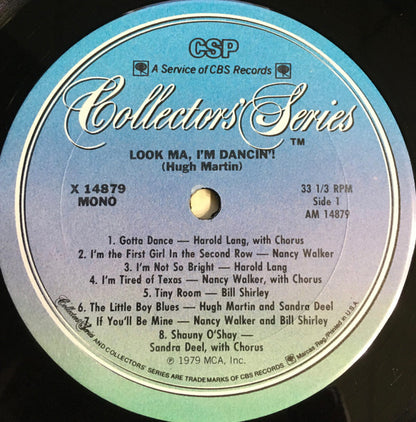 CSP
A Service of CBS Records
Collectors' Series
TM
LOOK MA, I'M DANCIN'!
(Hugh Martin)
X 14879
MONO
33 1/3 RPM
Side 1
AM 14879
1. Gotta Dance — Harold Lang, with Chorus
2. I'm the First Girl In the Second Row — Nancy Walker
3. I'm Not So Bright — Harold Lang
4. I'm Tired of Texas — Nancy Walker, with Chorus
5. Tiny Room — Bill Shirley
6. The Little Boy Blues — Hugh Martin and Sandra Deel
7. If You'll Be Mine — Nancy Walker and Bill Shirley
8. Shauny O'Shay —
Sandra Deel, with Chorus
℗ 1979 MCA, Inc.
Collectors' Series AND COLLECTORS' SERIES ARE TRADEMARKS OF CBS RECORDS Marcas Reg./Printed in U.S.A.